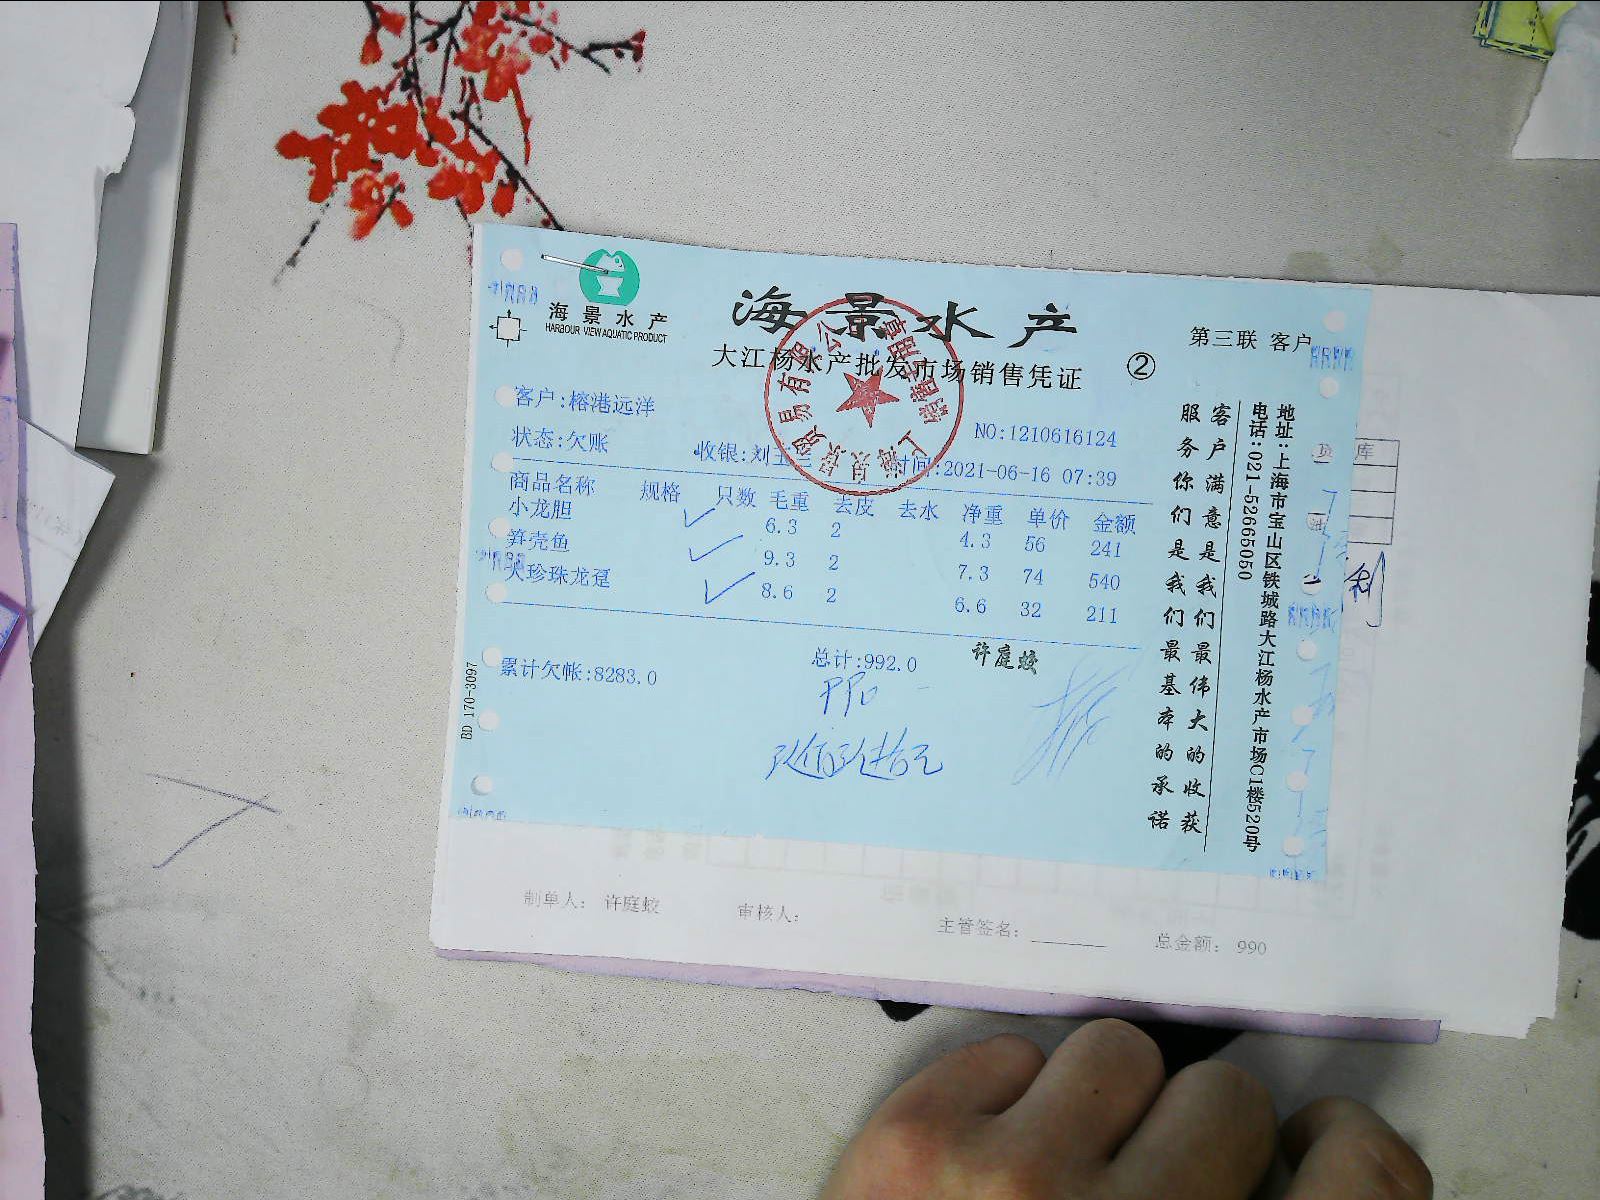 海景水产
HARBOUR VIEW AQUATIC PRODUCT
海景水产
第三联 客户
大江杨水产批发市场销售凭证 ②
客户:榕港远洋
NO:1210616124
状态:欠账 收银:刘玉兰 时间:2021-06-16 07:39
商品名称 规格 只数 毛重 去皮 去水 净重 单价 金额
小龙胆 6.3 2 4.3 56 241
笋壳鱼 9.3 2 7.3 74 540
大珍珠龙趸 8.6 2 6.6 32 211
累计欠帐:8283.0 总计:992.0 许庭蛟
990
玖佰玖拾元
客户满意是我们最伟大的收获
服务你们是我们最基本的承诺
地址:上海市宝山区铁城路大江杨水产市场C1楼520号
电话:021-52665050
BD 170-3097
制单人: 许庭蛟 审核人: 主管签名: 总金额: 990
库